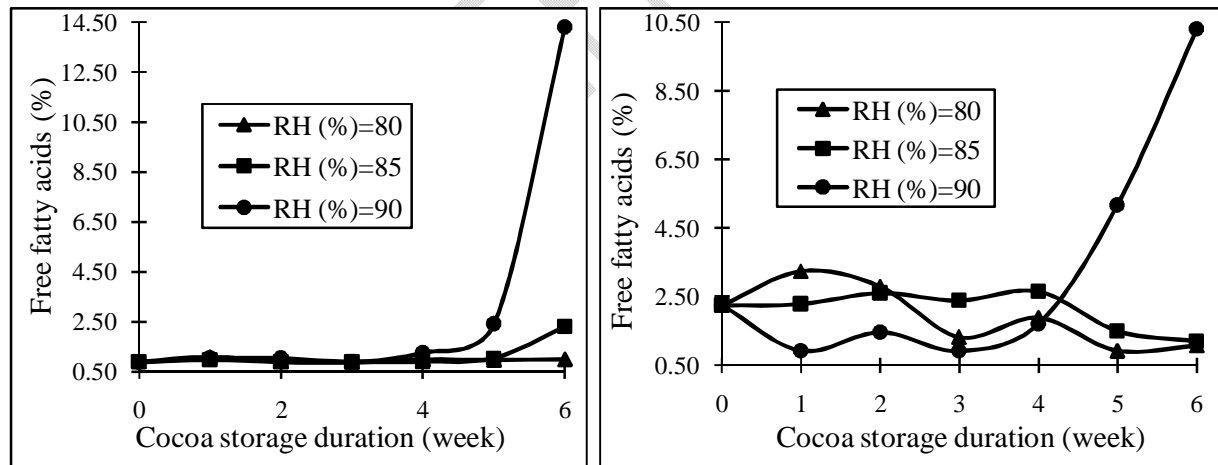 14.50
12.50
10.50
8.50
6.50
4.50
2.50
0.50
Free fatty acids (%)
RH (%)=80
RH (%)=85
RH (%)=90
0 2 4 6
Cocoa storage duration (week)
10.50
8.50
6.50
4.50
2.50
0.50
Free fatty acids (%)
RH (%)=80
RH (%)=85
RH (%)=90
0 1 2 3 4 5 6
Cocoa storage duration (week)